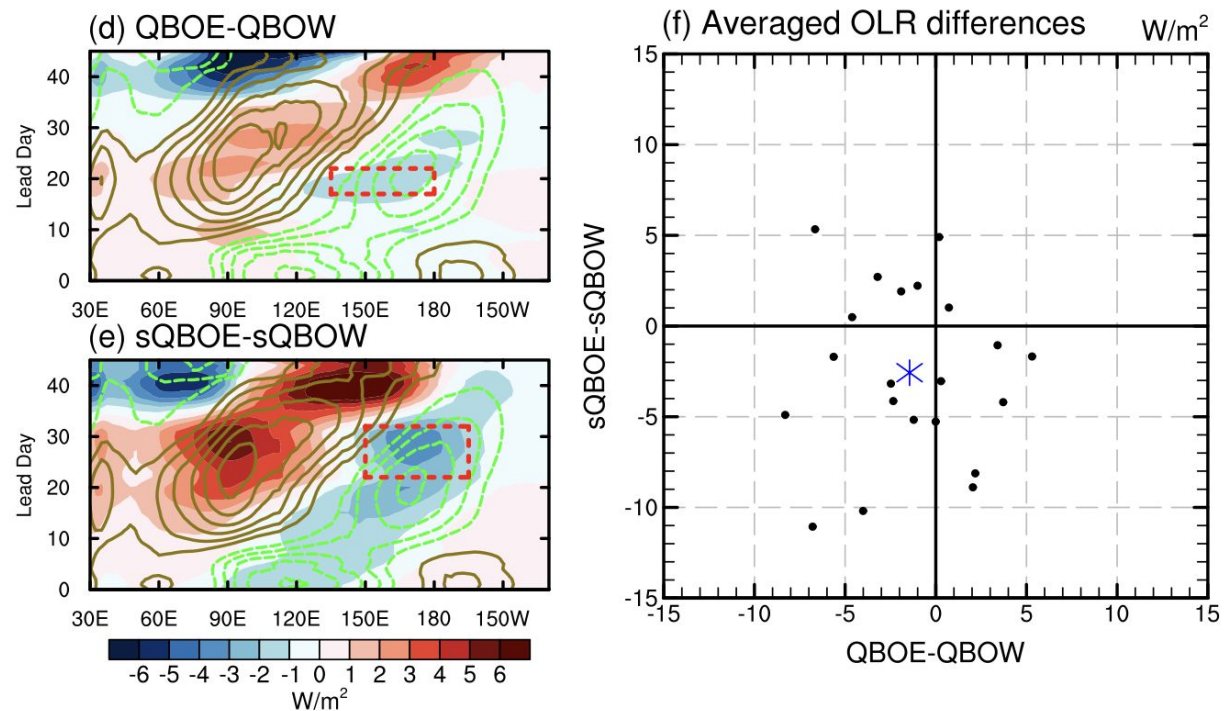 (d) QBOE-QBOW
Lead Day
40
30
20
10
0
30E 60E 90E 120E 150E 180 150W
(e) sQBOE-sQBOW
Lead Day
40
30
20
10
0
30E 60E 90E 120E 150E 180 150W
-6 -5 -4 -3 -2 -1 0 1 2 3 4 5 6
W/m²
(f) Averaged OLR differences W/m²
sQBOE-sQBOW
15
10
5
0
-5
-10
-15
-15 -10 -5 0 5 10 15
QBOE-QBOW